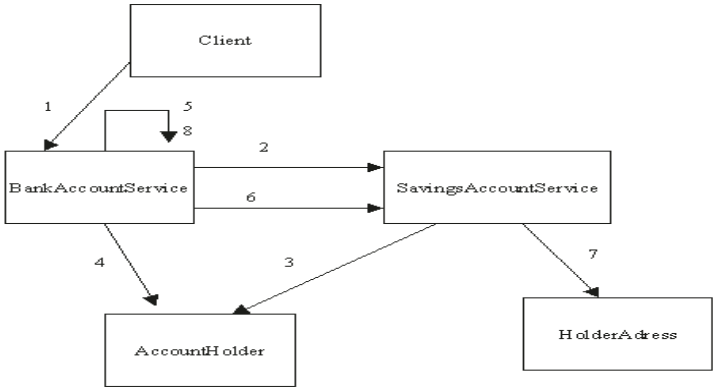 Client
1
5
8
2
BankAccountService
SavingsAccountService
6
4
3
7
HolderAdress
AccountHolder